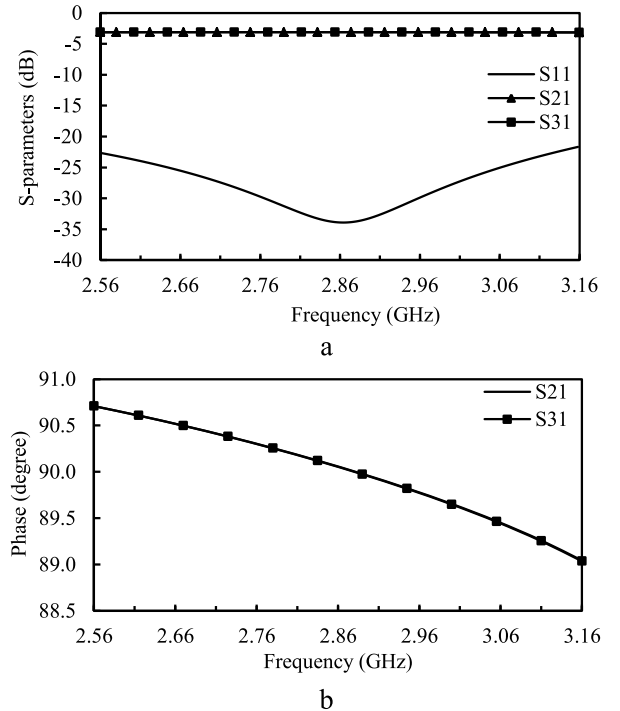 0
-5
-10
-15
-20
-25
-30
-35
-40
S-parameters (dB)
S11
S21
S31
2.56 2.66 2.76 2.86 2.96 3.06 3.16
Frequency (GHz)
a
91.0
90.5
90.0
89.5
89.0
88.5
Phase (degree)
S21
S31
2.56 2.66 2.76 2.86 2.96 3.06 3.16
Frequency (GHz)
b